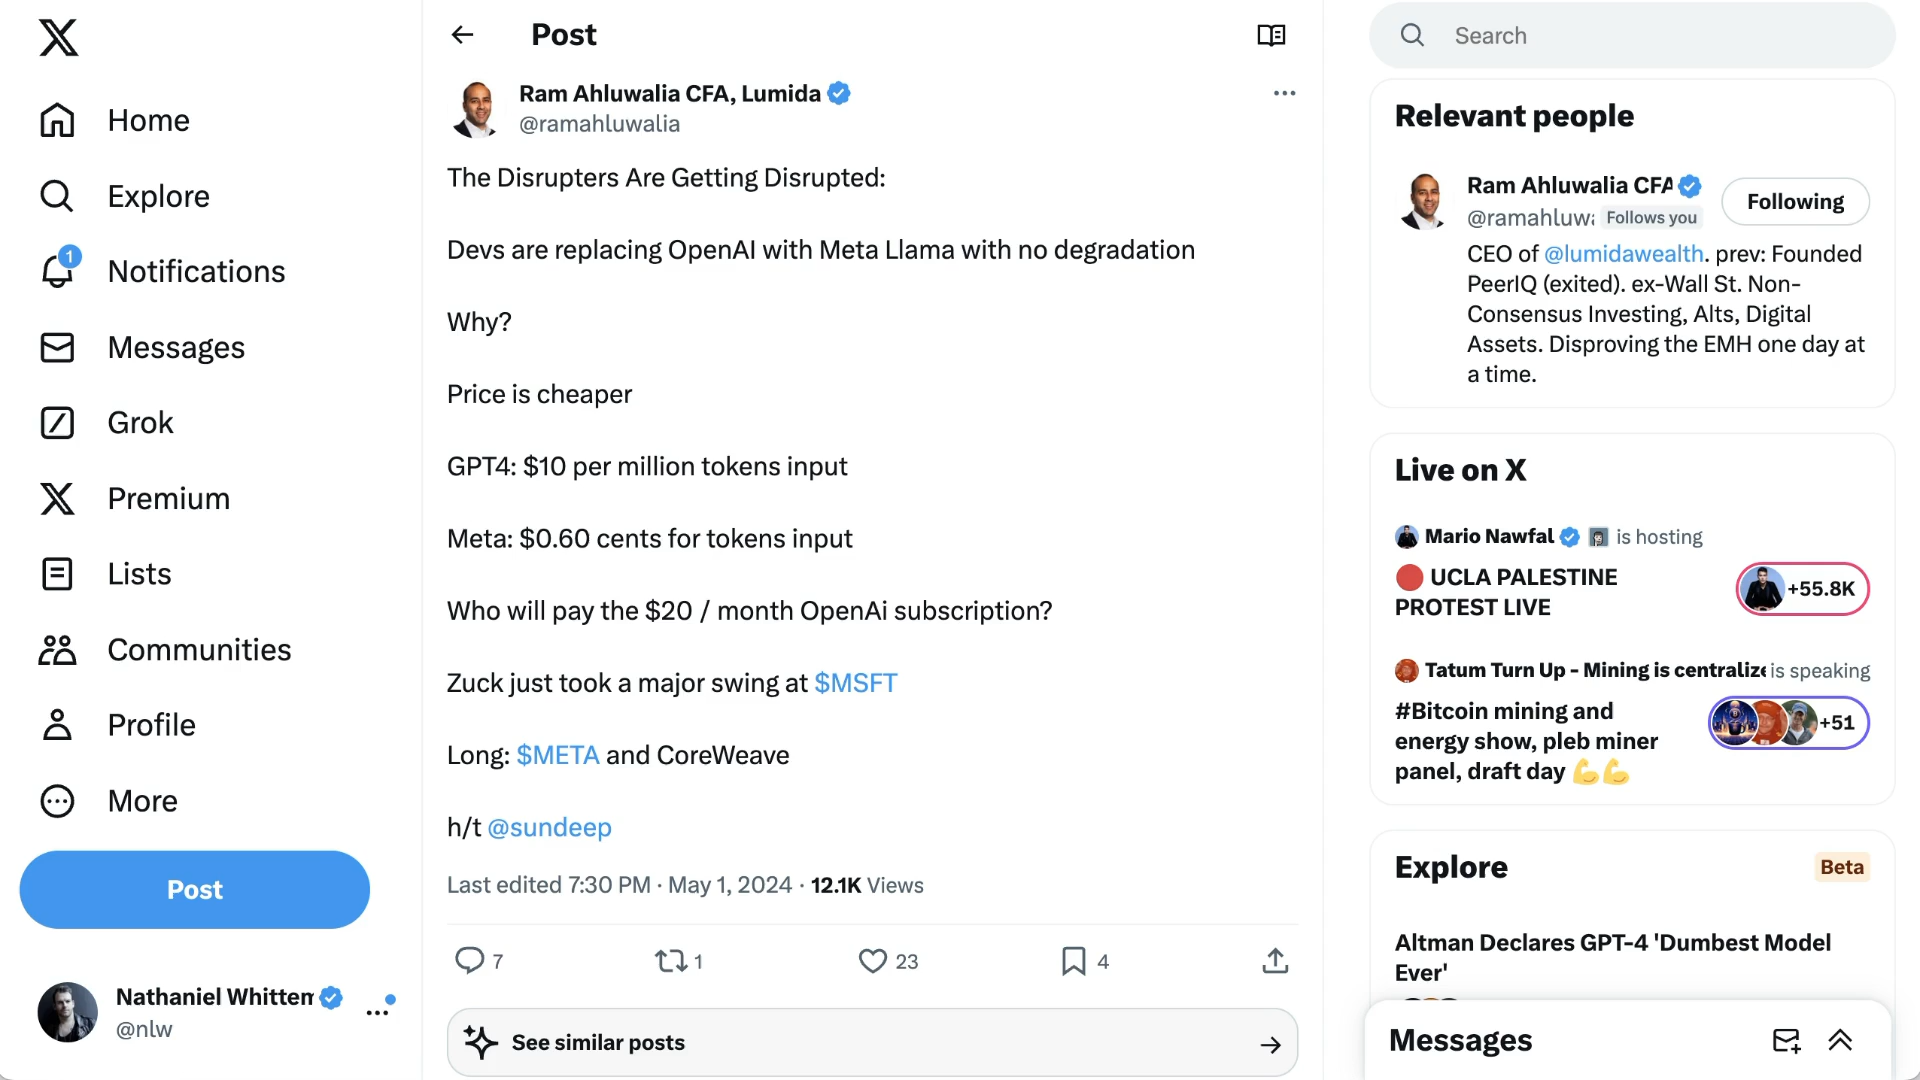 Home
Explore
1
Notifications
Messages
Grok
Premium
Lists
Communities
Profile
More
Post
Nathaniel Whittem
@nlw
Post
Ram Ahluwalia CFA, Lumida
@ramahluwalia
The Disrupters Are Getting Disrupted:
Devs are replacing OpenAI with Meta Llama with no degradation
Why?
Price is cheaper
GPT4: $10 per million tokens input
Meta: $0.60 cents for tokens input
Who will pay the $20 / month OpenAi subscription?
Zuck just took a major swing at $MSFT
Long: $META and CoreWeave
h/t @sundeep
Last edited 7:30 PM · May 1, 2024 · 12.1K Views
7 1 23 4
See similar posts
Search
Relevant people
Ram Ahluwalia CFA
@ramahluwa Follows you
Following
CEO of @lumidawealth. prev: Founded
PeerIQ (exited). ex-Wall St. Non-
Consensus Investing, Alts, Digital
Assets. Disproving the EMH one day at
a time.
Live on X
Mario Nawfal is hosting
UCLA PALESTINE
PROTEST LIVE
+55.8K
Tatum Turn Up - Mining is centralize is speaking
#Bitcoin mining and
energy show, pleb miner
panel, draft day 💪💪
+51
Explore
Beta
Altman Declares GPT-4 'Dumbest Model
Ever'
Messages